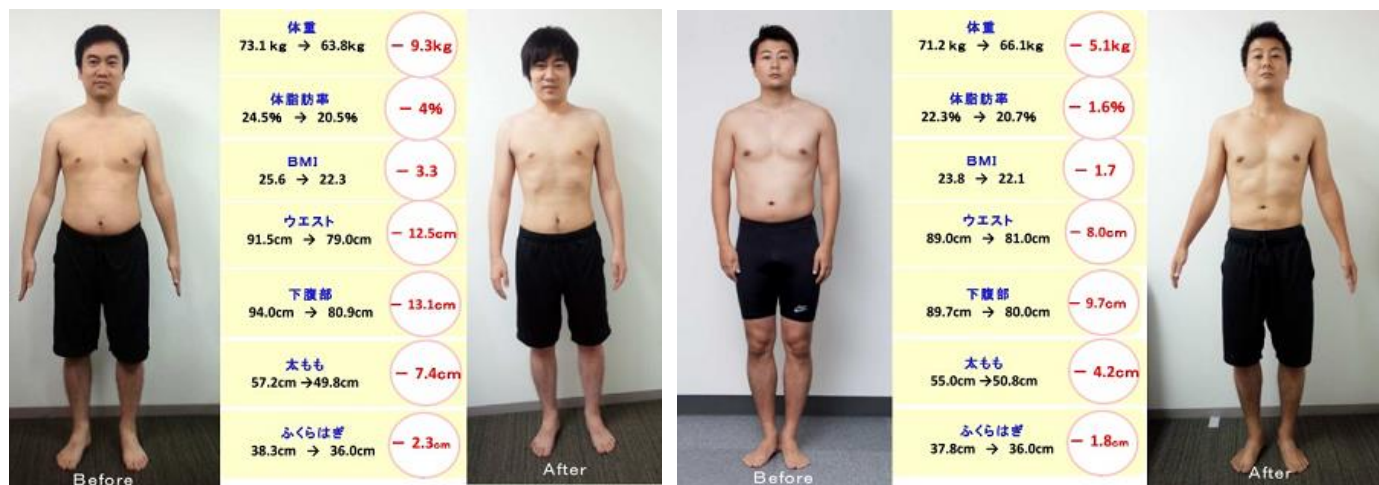 体重
73.1 kg → 63.8kg
− 9.3kg
体脂肪率
24.5% → 20.5%
− 4%
BMI
25.6 → 22.3
− 3.3
ウエスト
91.5cm → 79.0cm
− 12.5cm
下腹部
94.0cm → 80.9cm
− 13.1cm
太もも
57.2cm →49.8cm
− 7.4cm
ふくらはぎ
38.3cm → 36.0cm
− 2.3cm
Before
After
体重
71.2 kg → 66.1kg
− 5.1kg
体脂肪率
22.3% → 20.7%
− 1.6%
BMI
23.8 → 22.1
− 1.7
ウエスト
89.0cm → 81.0cm
− 8.0cm
下腹部
89.7cm → 80.0cm
− 9.7cm
太もも
55.0cm →50.8cm
− 4.2cm
ふくらはぎ
37.8cm → 36.0cm
− 1.8cm
Before
After